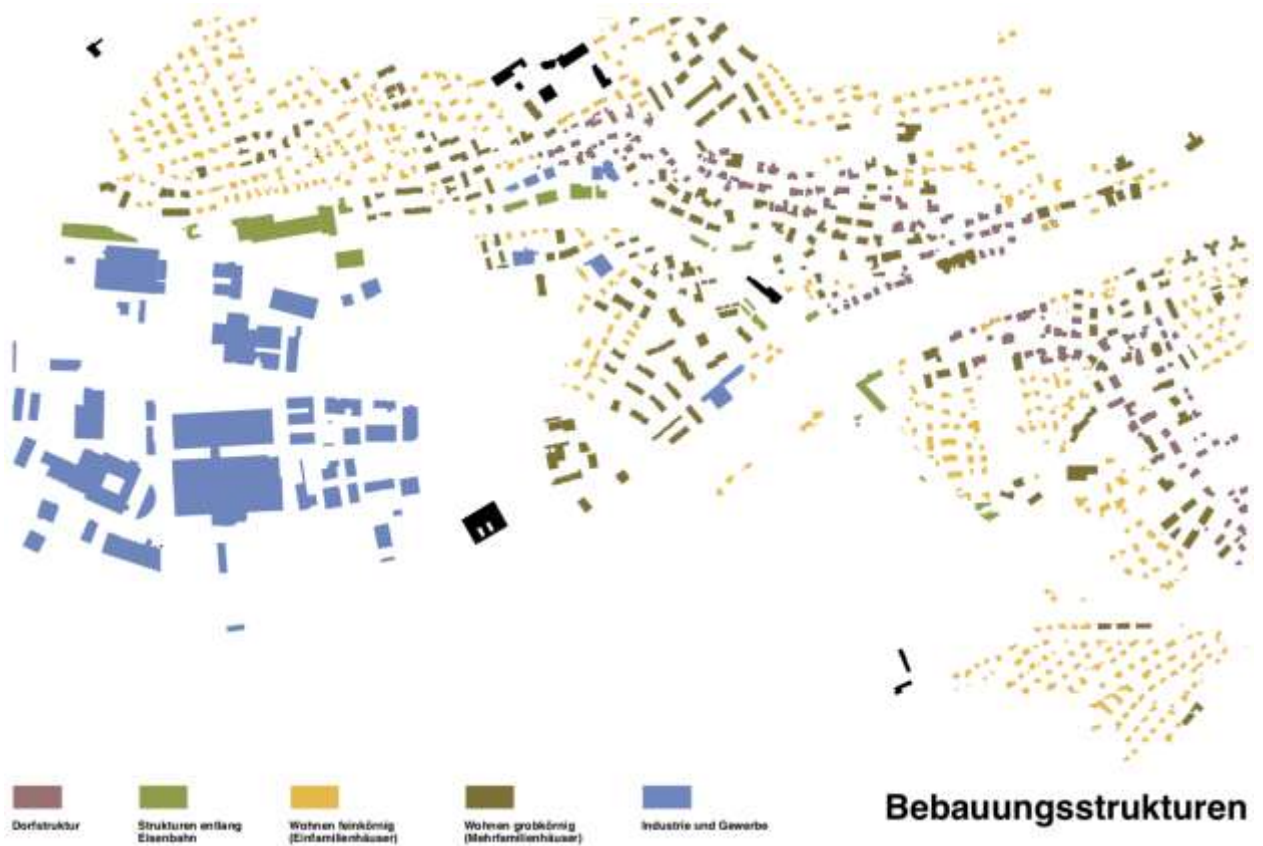 Dorfstruktur
Strukturen entlang
Eisenbahn
Wohnen feinkörnig
(Einfamilienhäuser)
Wohnen grobkörnig
(Mehrfamilienhäuser)
Industrie und Gewerbe
Bebauungsstrukturen